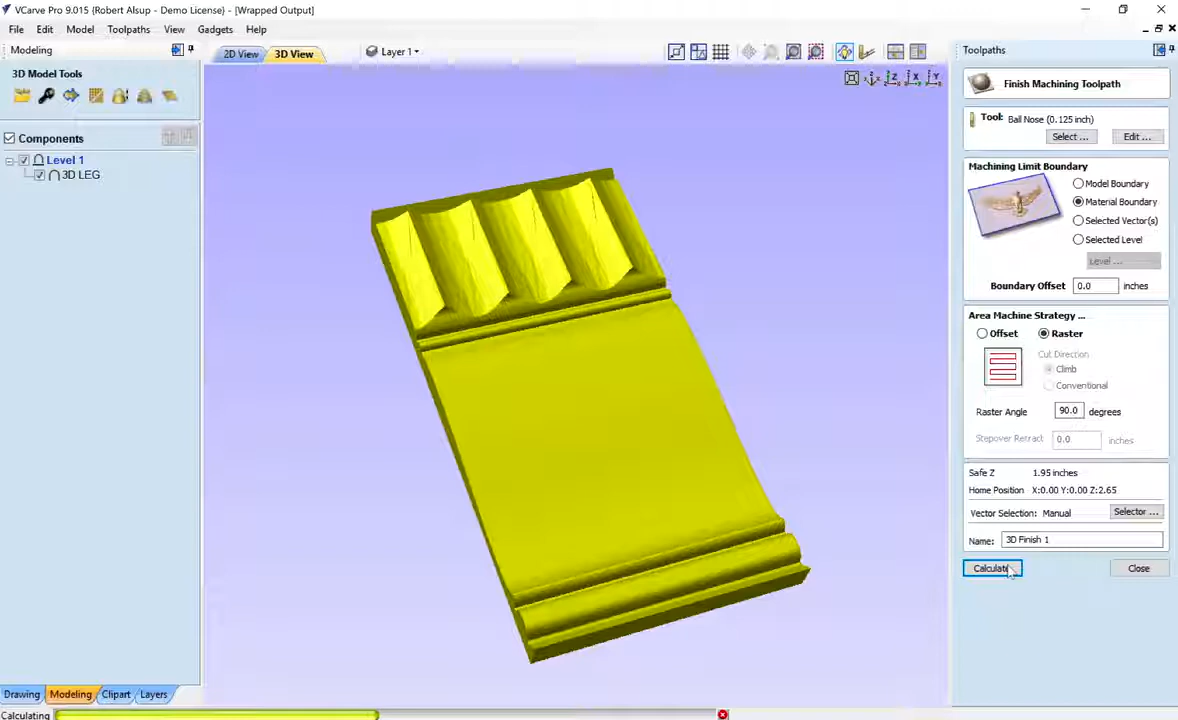 VCarve Pro 9.015 {Robert Alsup - Demo License} - [Wrapped Output]
File Edit Model Toolpaths View Gadgets Help
Modeling
2D View 3D View Layer 1
Toolpaths
3D Model Tools
Finish Machining Toolpath
Tool: Ball Nose (0.125 inch)
Select ... Edit ...
Components
Level 1
3D LEG
Machining Limit Boundary
Model Boundary
Material Boundary
Selected Vector(s)
Selected Level
Level ...
Boundary Offset 0.0 inches
Area Machine Strategy ...
Offset Raster
Cut Direction
Climb
Conventional
Raster Angle 90.0 degrees
Stepover Retract 0.0 inches
Safe Z 1.95 inches
Home Position X:0.00 Y:0.00 Z:2.65
Vector Selection: Manual Selector ...
Name: 3D Finish 1
Calculate Close
Drawing Modeling Clipart Layers
Calculating